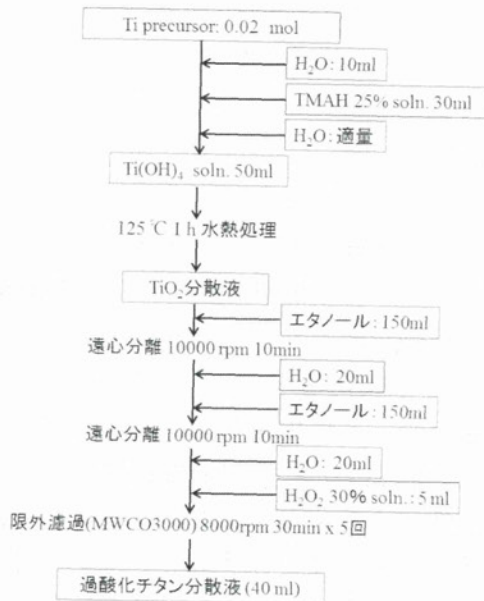 Ti precursor: 0.02 mol
H₂O: 10ml
TMAH 25% soln. 30ml
H₂O: 適量
Ti(OH)₄ soln. 50ml
125 ℃ 1 h 水熱処理
TiO₂分散液
エタノール: 150ml
遠心分離 10000 rpm 10min
H₂O: 20ml
エタノール: 150ml
遠心分離 10000 rpm 10min
H₂O: 20ml
H₂O₂ 30% soln.: 5 ml
限外濾過(MWCO3000) 8000rpm 30min x 5回
過酸化チタン分散液 (40 ml)